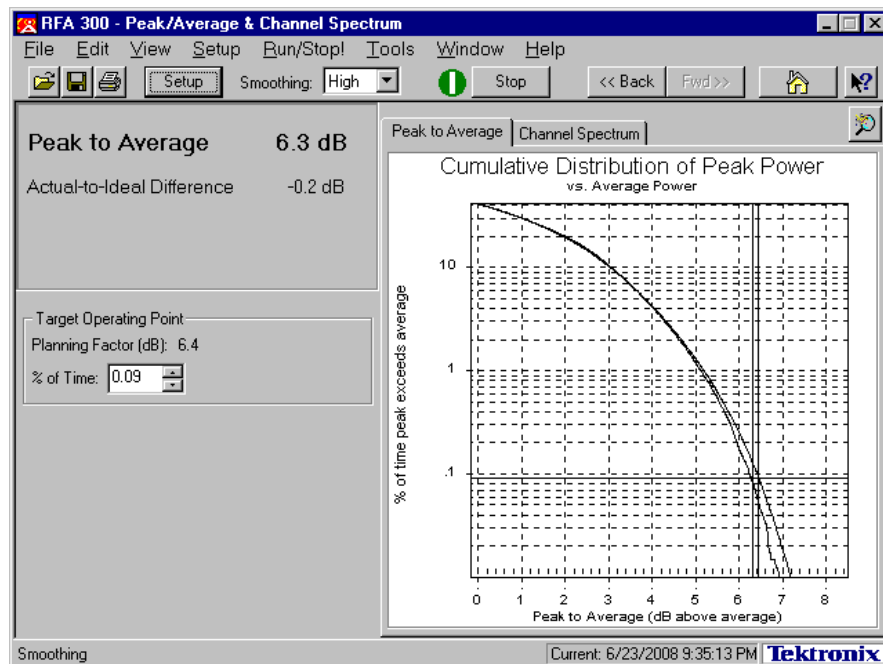 RFA 300 - Peak/Average & Channel Spectrum
File Edit View Setup Run/Stop! Tools Window Help
Setup Smoothing: High Stop << Back Fwd>>
Peak to Average 6.3 dB
Actual-to-Ideal Difference -0.2 dB
Target Operating Point
Planning Factor (dB): 6.4
% of Time: 0.09
Peak to Average Channel Spectrum
Cumulative Distribution of Peak Power
vs. Average Power
% of time peak exceeds average
10
1
.1
0 1 2 3 4 5 6 7 8
Peak to Average (dB above average)
Smoothing Current: 6/23/2008 9:35:13 PM Tektronix